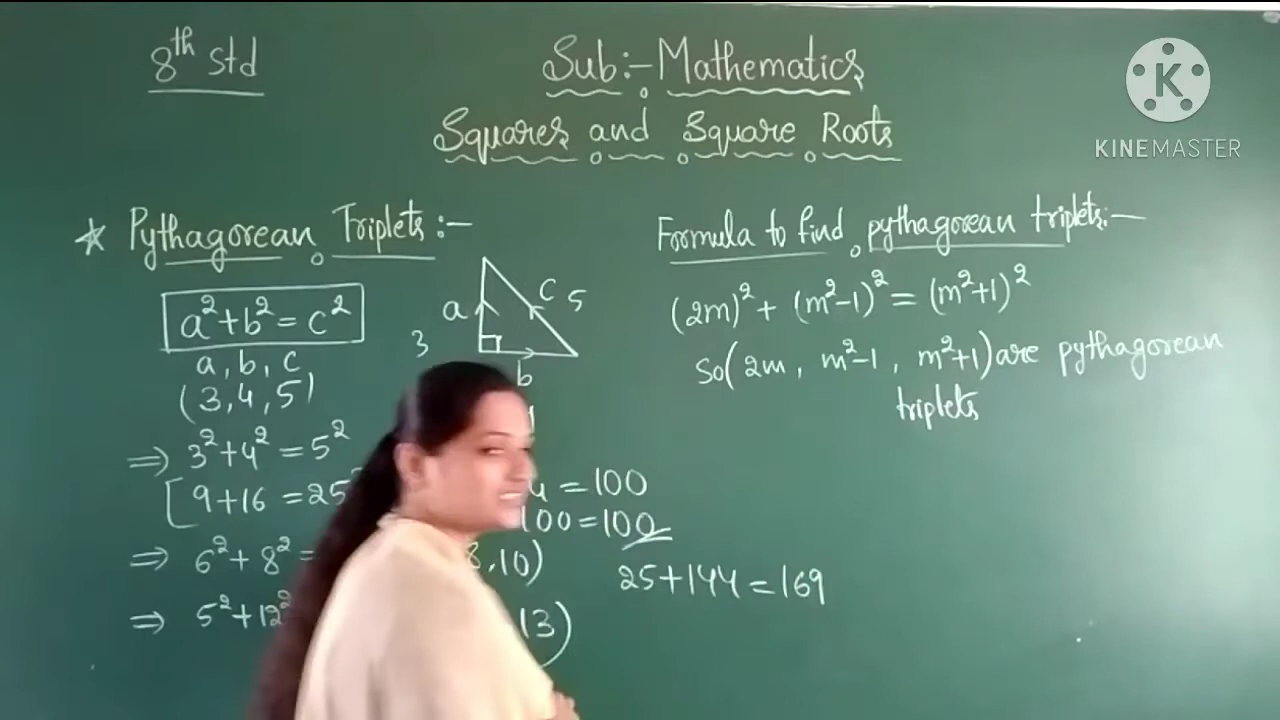 8th std
Sub:- Mathematics
Squares and Square Roots
KINEMASTER
Pythagorean Triplets :-
a² + b² = c²
a, b, c
(3, 4, 5)
⇒ 3² + 4² = 5²
[9 + 16 = 25
⇒ 6² + 8² =
⇒ 5² + 12²
a
3
c 5
b
4 = 100
100 = 100
8, 10)
13)
25 + 144 = 169
Formula to find pythagorean triplets:-
(2m)² + (m²-1)² = (m²+1)²
so (2m, m²-1, m²+1) are pythagorean
triplets